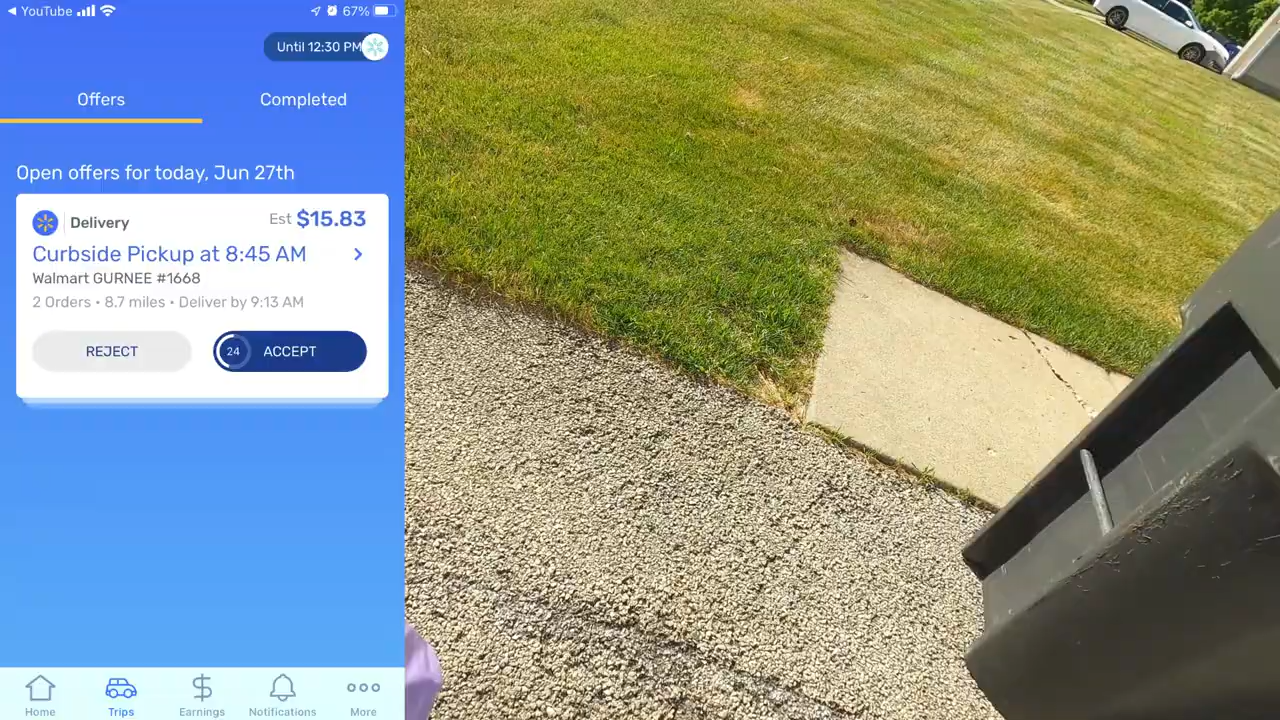 ◀ YouTube 67%
Until 12:30 PM
Offers Completed
Open offers for today, Jun 27th
Delivery Est $15.83
Curbside Pickup at 8:45 AM
Walmart GURNEE #1668
2 Orders • 8.7 miles • Deliver by 9:13 AM
REJECT 24 ACCEPT
Home Trips Earnings Notifications More